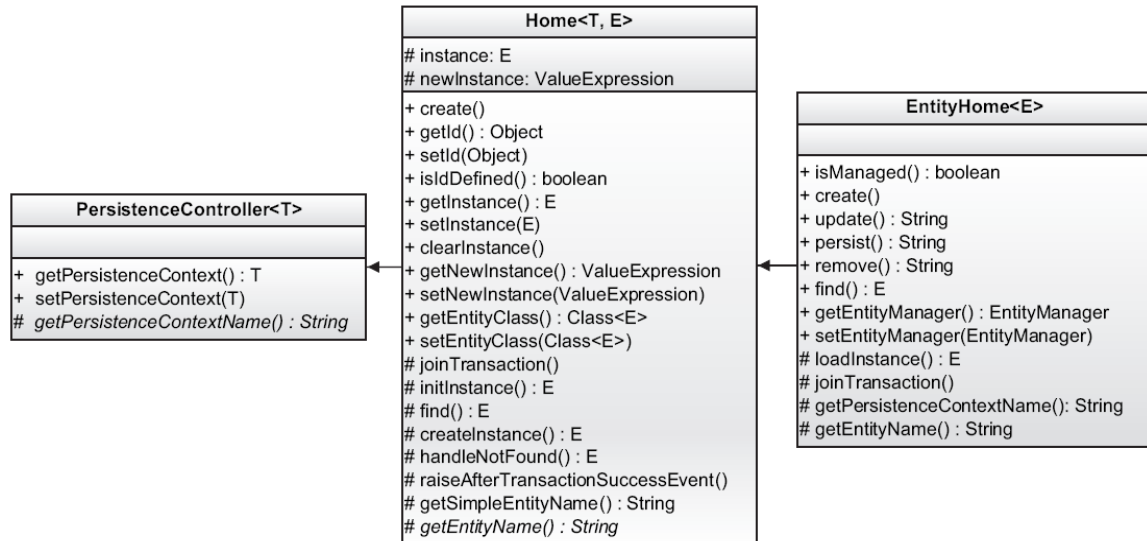 PersistenceController<T>
+ getPersistenceContext() : T
+ setPersistenceContext(T)
# getPersistenceContextName() : String
Home<T, E>
# instance: E
# newInstance: ValueExpression
+ create()
+ getId() : Object
+ setId(Object)
+ isIdDefined() : boolean
+ getInstance() : E
+ setInstance(E)
+ clearInstance()
+ getNewInstance() : ValueExpression
+ setNewInstance(ValueExpression)
+ getEntityClass() : Class<E>
+ setEntityClass(Class<E>)
# joinTransaction()
# initInstance() : E
# find() : E
# createInstance() : E
# handleNotFound() : E
# raiseAfterTransactionSuccessEvent()
# getSimpleEntityName() : String
# getEntityName() : String
EntityHome<E>
+ isManaged() : boolean
+ create()
+ update() : String
+ persist() : String
+ remove() : String
+ find() : E
+ getEntityManager() : EntityManager
+ setEntityManager(EntityManager)
# loadInstance() : E
# joinTransaction()
# getPersistenceContextName(): String
# getEntityName() : String